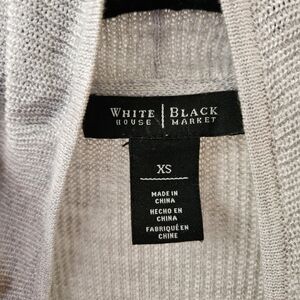 WHITE | BLACK
HOUSE | MARKET
XS
MADE IN
CHINA
HECHO EN
CHINA
FABRIQUÉ EN
CHINE